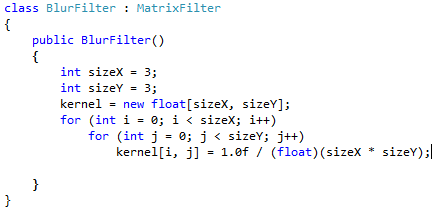 class BlurFilter : MatrixFilter
{
    public BlurFilter()
    {
        int sizeX = 3;
        int sizeY = 3;
        kernel = new float[sizeX, sizeY];
        for (int i = 0; i < sizeX; i++)
            for (int j = 0; j < sizeY; j++)
                kernel[i, j] = 1.0f / (float)(sizeX * sizeY);
    }
}